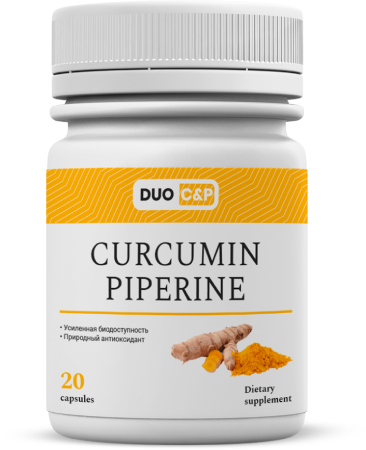 DUO C&P
CURCUMIN
PIPERINE
• Усиленная биодоступность
• Природный антиоксидант
20
capsules
Dietary
supplement